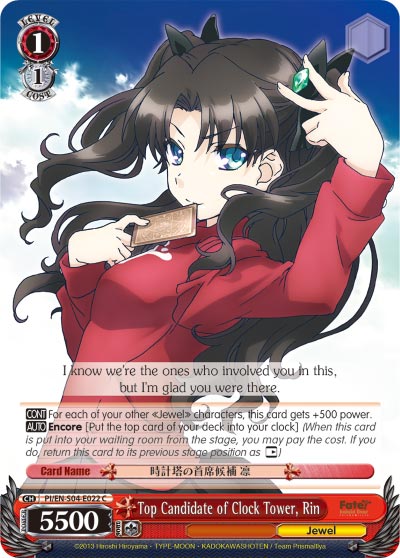 LEVEL
1
1
COST
I know we're the ones who involved you in this,
but I'm glad you were there.
CONT For each of your other «Jewel» characters, this card gets +500 power.
AUTO Encore [Put the top card of your deck into your clock] (When this card
is put into your waiting room from the stage, you may pay the cost. If you
do, return this card to its previous stage position as
Card Name 時計塔の首席候補 凛
CH PI/EN-S04-E022 C
Top Candidate of Clock Tower, Rin
POWER 5500
Fate
Jewel
©2013 Hiroshi Hiroyama・TYPE-MOON・KADOKAWASHOTEN / Team Prismaillya